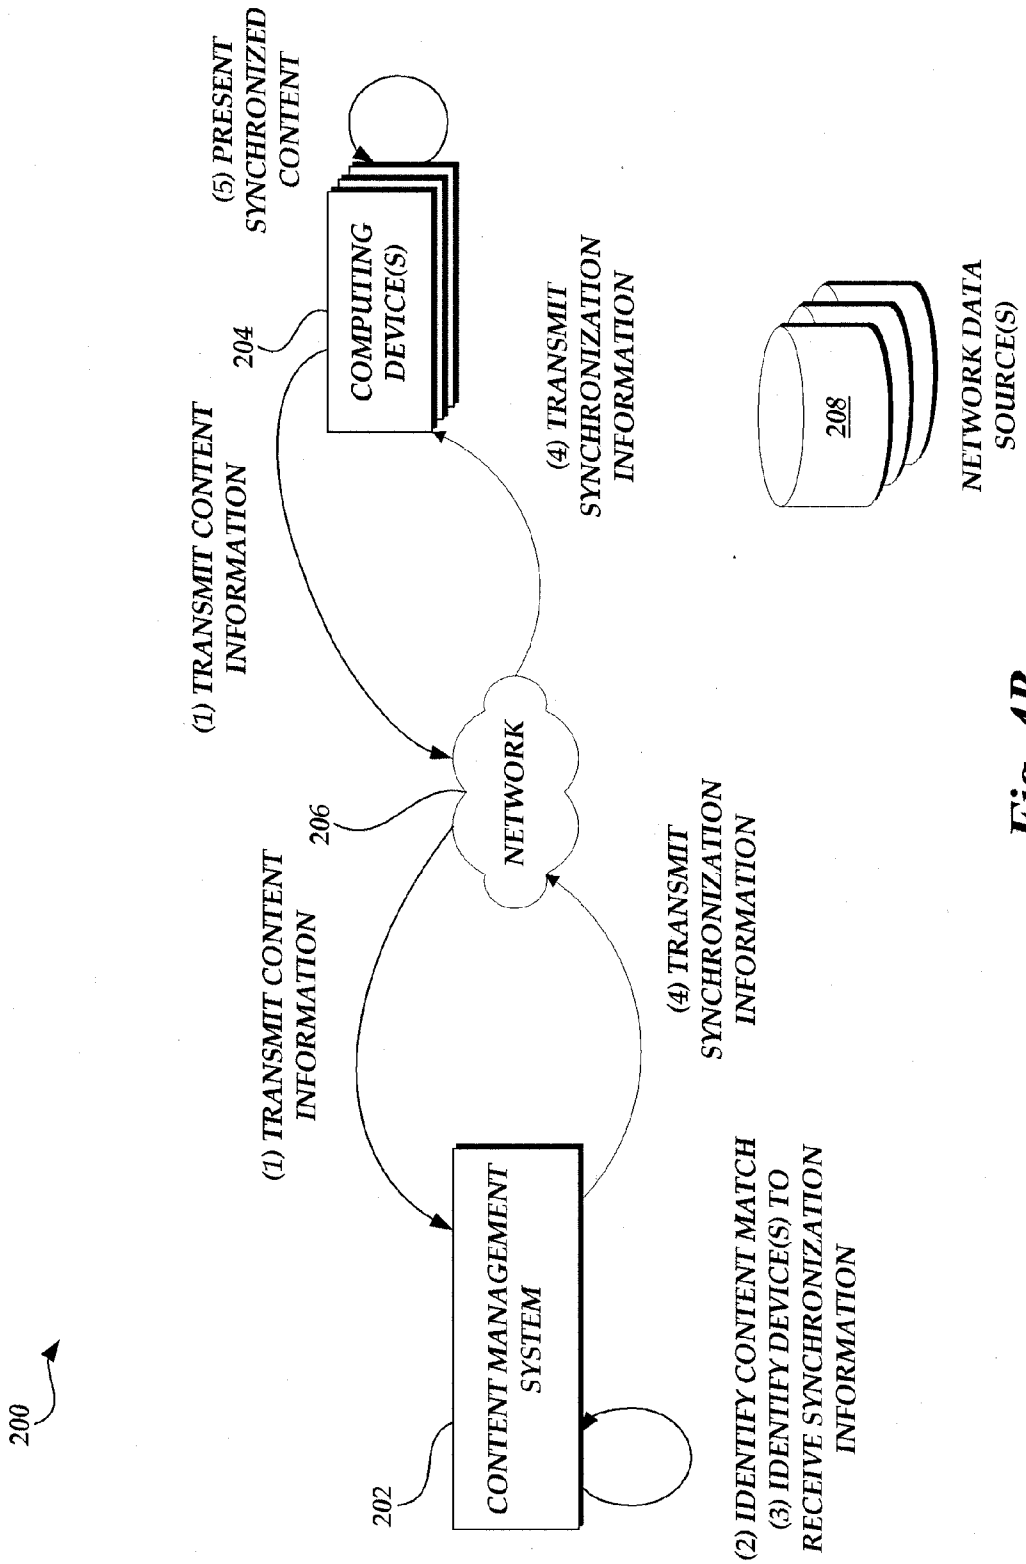 200
(5) PRESENT
SYNCHRONIZED
CONTENT
(1) TRANSMIT CONTENT
INFORMATION
204
(1) TRANSMIT CONTENT
INFORMATION
206
COMPUTING
DEVICE(S)
202
CONTENT MANAGEMENT
SYSTEM
NETWORK
(4) TRANSMIT
SYNCHRONIZATION
INFORMATION
(4) TRANSMIT
SYNCHRONIZATION
INFORMATION
(2) IDENTIFY CONTENT MATCH
(3) IDENTIFY DEVICE(S) TO
RECEIVE SYNCHRONIZATION
INFORMATION
208
NETWORK DATA
SOURCE(S)
Fig.